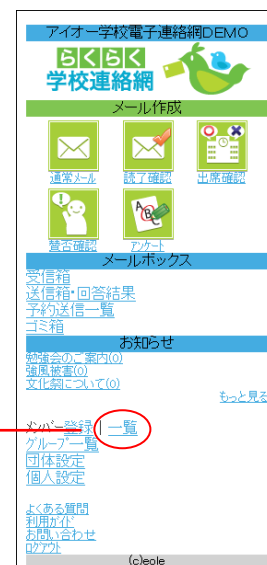 アイオー学校電子連絡網DEMO
らくらく
学校連絡網
メール作成
通常メール 読了確認 出席確認
賛否確認 アンケート
メールボックス
受信箱
送信箱・回答結果
予約送信一覧
ゴミ箱
お知らせ
勉強会のご案内(0)
強風被害(0)
文化祭について(0)
もっと見る
メンバー登録 | 一覧
グループ一覧
団体設定
個人設定
よくある質問
利用ガイド
お問い合わせ
ログアウト
(c)eole